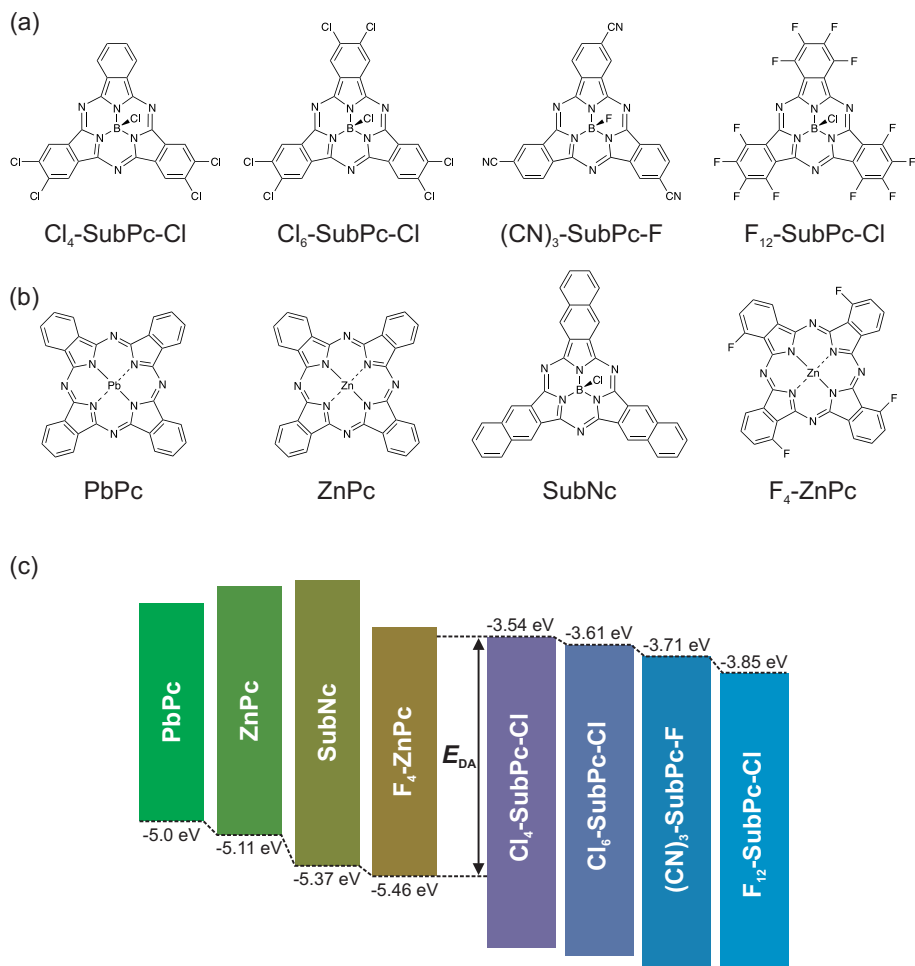 (a)
Cl Cl CN F F
F F
N N N N N N N N
N N N N
B Cl B Cl B F B Cl
N N N N N N N N
Cl Cl Cl Cl NC F F F F
N N N N
Cl Cl Cl Cl CN F F F F
Cl₄-SubPc-Cl Cl₆-SubPc-Cl (CN)₃-SubPc-F F₁₂-SubPc-Cl
(b)
N N N F
N N N N N F N N
N Pb N N Zn N N N N Zn N
B Cl
N N N N N N N N F
N N N N F
PbPc ZnPc SubNc F₄-ZnPc
(c)
-3.54 eV -3.61 eV -3.71 eV -3.85 eV
PbPc ZnPc SubNc F₄-ZnPc E_DA Cl₄-SubPc-Cl Cl₆-SubPc-Cl (CN)₃-SubPc-F F₁₂-SubPc-Cl
-5.0 eV -5.11 eV -5.37 eV -5.46 eV